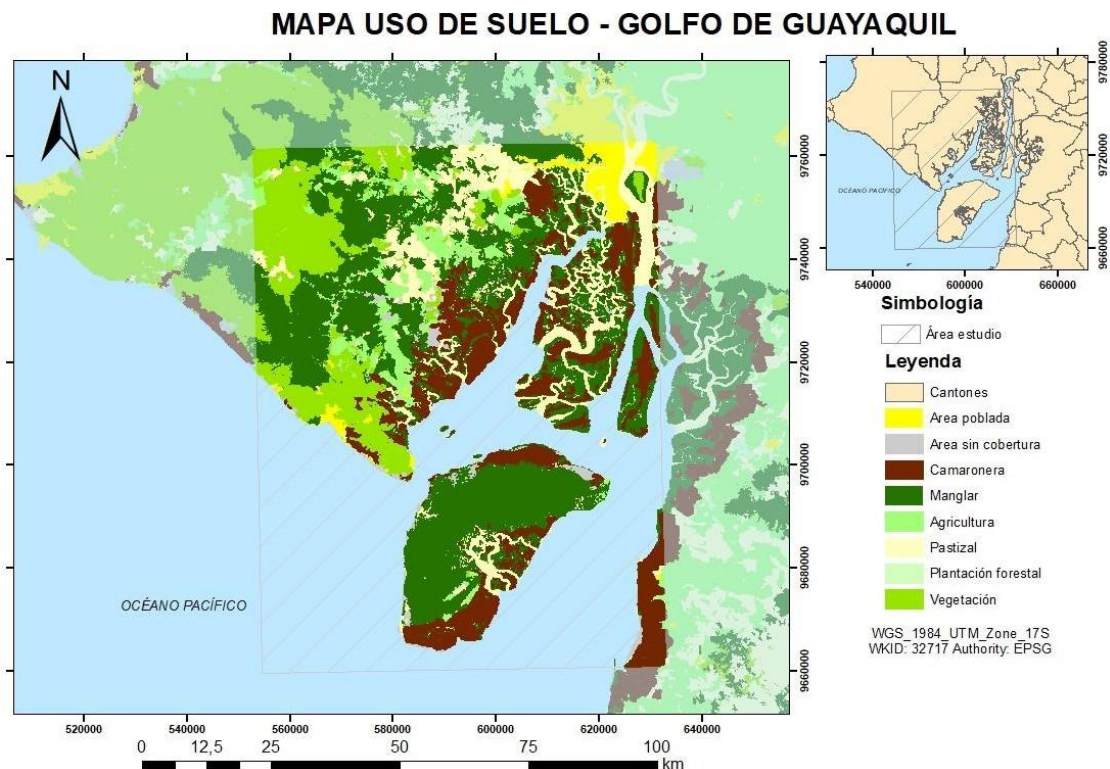 MAPA USO DE SUELO - GOLFO DE GUAYAQUIL
N
OCÉANO PACÍFICO
9760000
9740000
9720000
9700000
9680000
9660000
520000 540000 560000 580000 600000 620000 640000
0 12,5 25 50 75 100
km
OCÉANO PACÍFICO
9780000
9720000
9660000
540000 600000 660000
Simbología
Área estudio
Leyenda
Cantones
Area poblada
Area sin cobertura
Camaronera
Manglar
Agricultura
Pastizal
Plantación forestal
Vegetación
WGS_1984_UTM_Zone_17S
WKID: 32717 Authority: EPSG